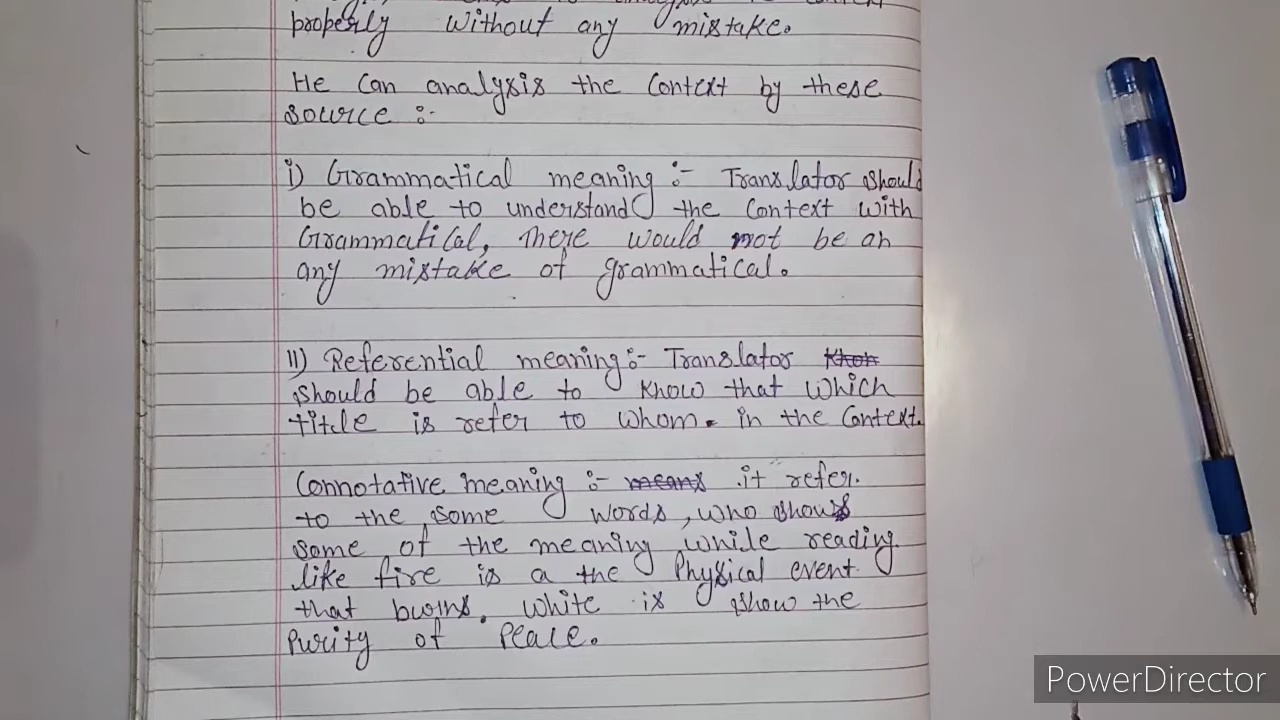 to
properly without any mistake.
He Can analysis the Context by these
source :-
i) Grammatical meaning :- Translator should
be able to understand the Context with
Grammatical, There would not be an
any mistake of grammatical.
II) Referential meaning :- Translator
should be able to Know that which
title is refer to whom. in the Context.
Connotative meaning :- means it refer.
to the some words, who shows
some of the meaning while reading
like fire is a the Physical event
that burns. White is show the
Purity of Peace.
PowerDirector